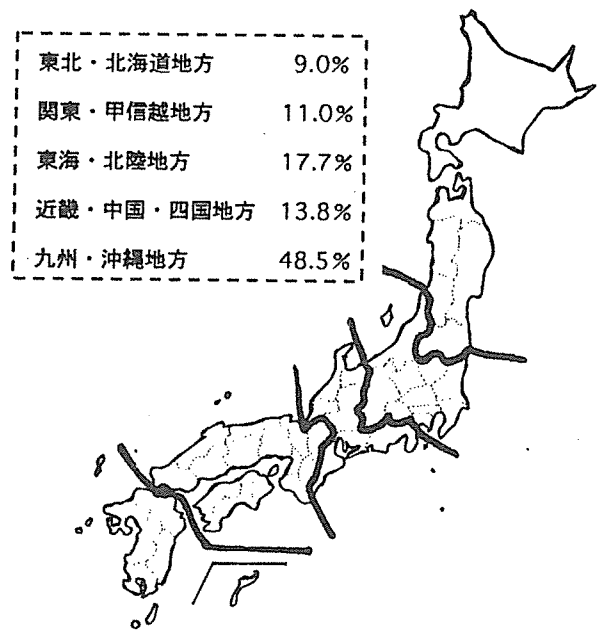 東北・北海道地方 9.0%
関東・甲信越地方 11.0%
東海・北陸地方 17.7%
近畿・中国・四国地方 13.8%
九州・沖縄地方 48.5%